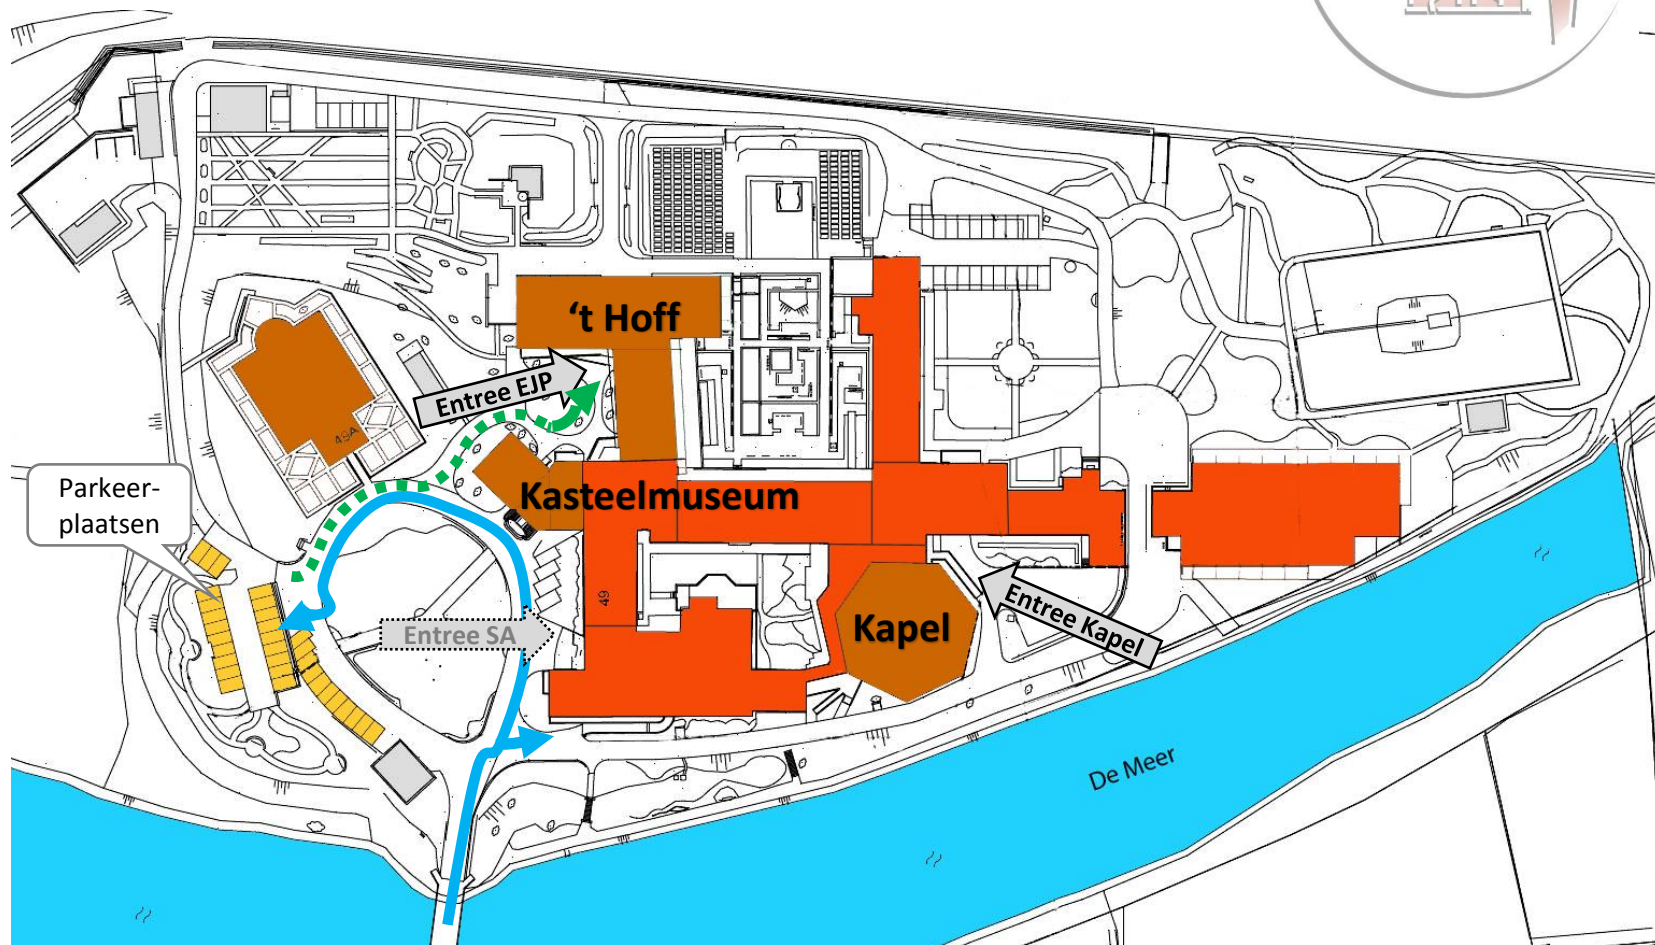 ‘t Hoff
Entree EJP
49A
Kasteelmuseum
Parkeer-
plaatsen
49
Entree SA
Kapel
Entree Kapel
De Meer